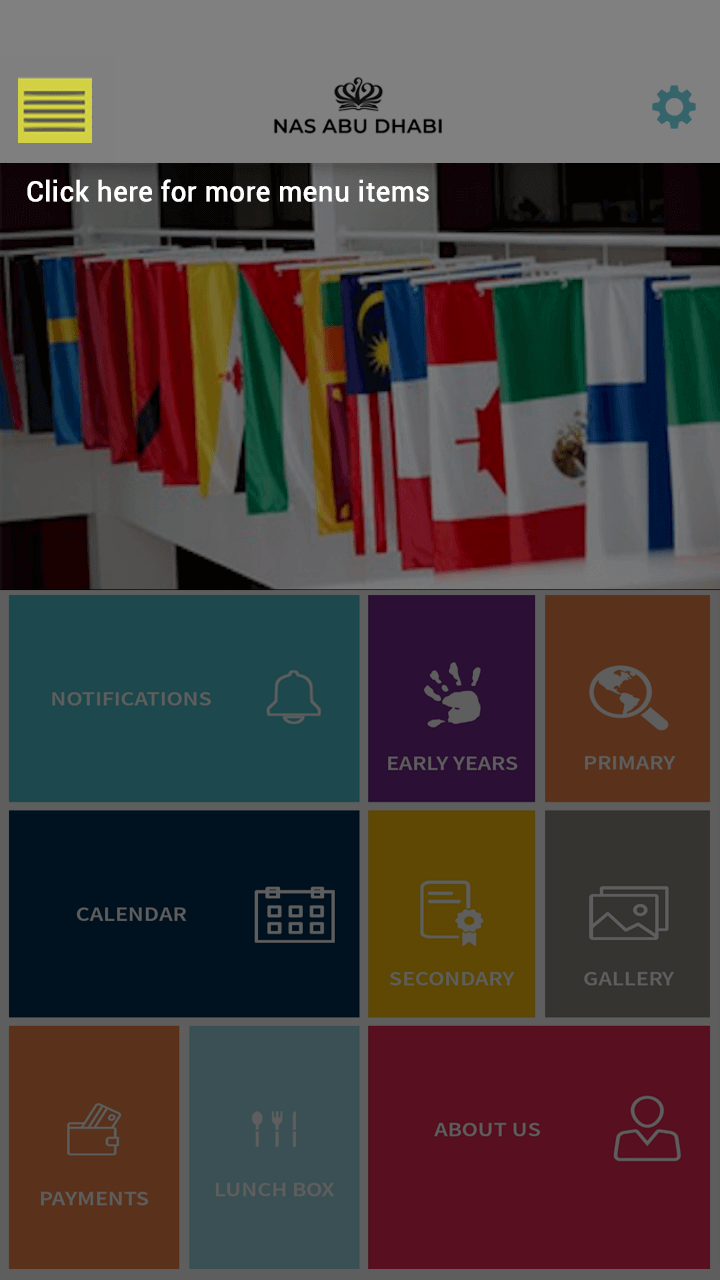 NAS ABU DHABI
Click here for more menu items
NOTIFICATIONS
EARLY YEARS
PRIMARY
CALENDAR
SECONDARY
GALLERY
PAYMENTS
LUNCH BOX
ABOUT US